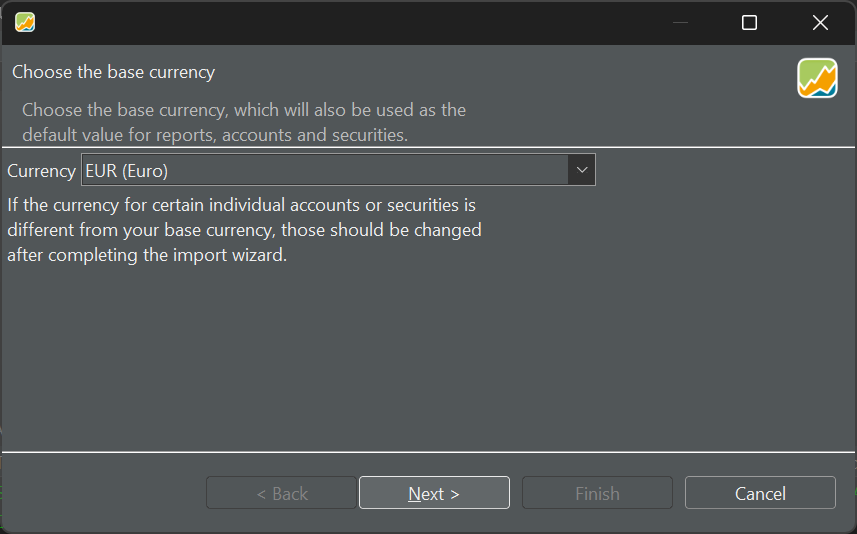 Choose the base currency
Choose the base currency, which will also be used as the
default value for reports, accounts and securities.
Currency EUR (Euro)
If the currency for certain individual accounts or securities is
different from your base currency, those should be changed
after completing the import wizard.
< Back Next > Finish Cancel